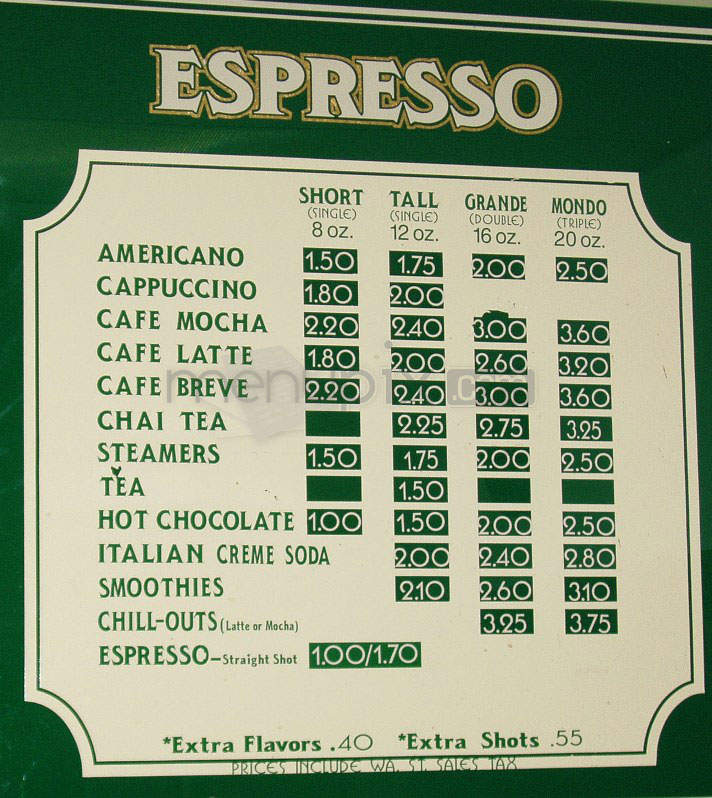 ESPRESSO
SHORT TALL GRANDE MONDO
(SINGLE) (SINGLE) (DOUBLE) (TRIPLE)
8 oz. 12 oz. 16 oz. 20 oz.
AMERICANO 1.50 1.75 2.00 2.50
CAPPUCCINO 1.80 2.00
CAFE MOCHA 2.20 2.40 3.00 3.60
CAFE LATTE 1.80 2.00 2.60 3.20
menupix.com
CAFE BREVE 2.20 2.40 3.00 3.60
CHAI TEA 2.25 2.75 3.25
STEAMERS 1.50 1.75 2.00 2.50
TEA 1.50
HOT CHOCOLATE 1.00 1.50 2.00 2.50
ITALIAN CREME SODA 2.00 2.40 2.80
SMOOTHIES 2.10 2.60 3.10
CHILL-OUTS (Latte or Mocha) 3.25 3.75
ESPRESSO-Straight Shot 1.00/1.70
*Extra Flavors .40 *Extra Shots .55
PRICES INCLUDE WA. ST. SALES TAX